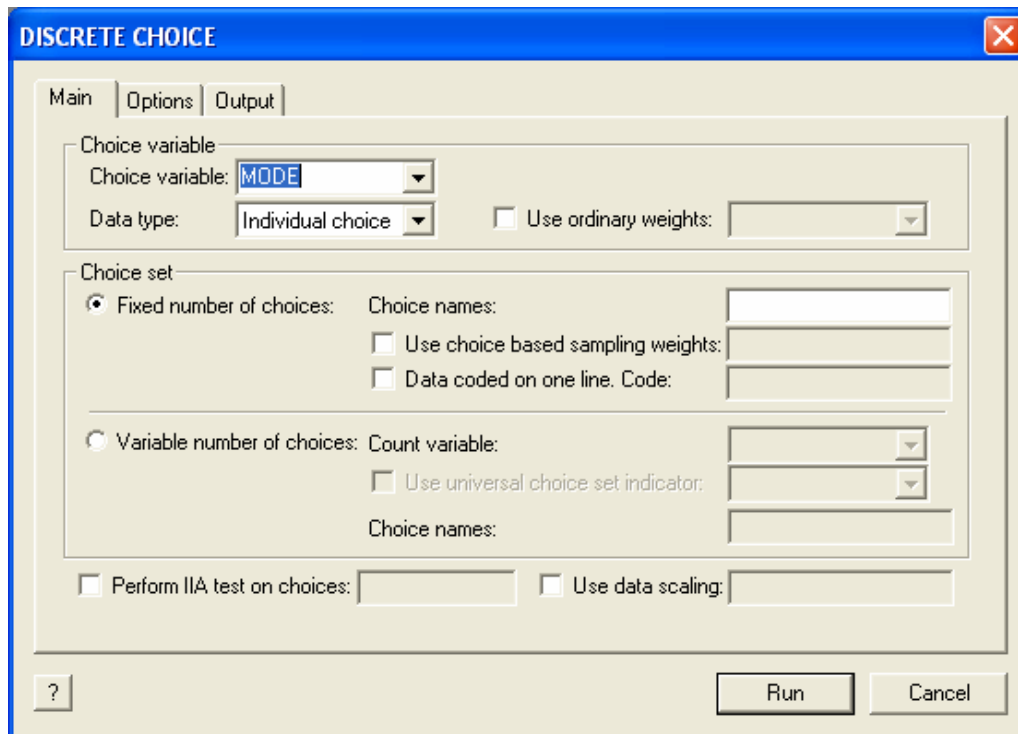 DISCRETE CHOICE
Main Options Output
Choice variable
Choice variable: MODE
Data type: Individual choice Use ordinary weights:
Choice set
Fixed number of choices: Choice names:
Use choice based sampling weights:
Data coded on one line. Code:
Variable number of choices: Count variable:
Use universal choice set indicator:
Choice names:
Perform IIA test on choices: Use data scaling:
? Run Cancel